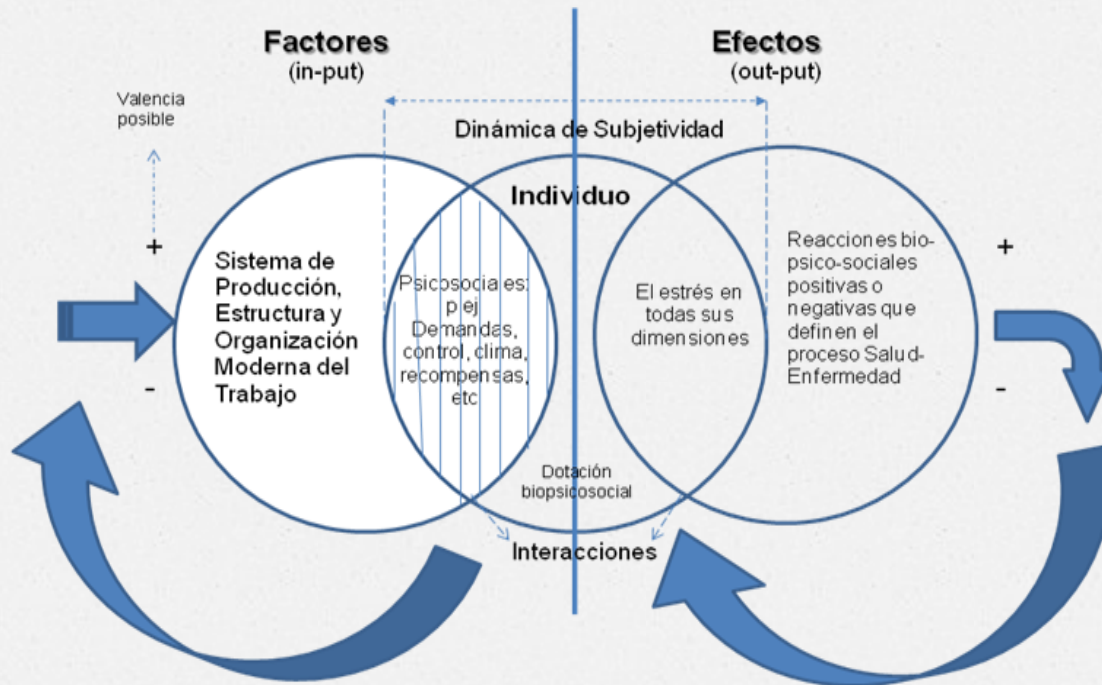 Factores
(in-put)
Efectos
(out-put)
Valencia
posible
Dinámica de Subjetividad
Individuo
+
-
Sistema de
Producción,
Estructura y
Organización
Moderna del
Trabajo
Psicosociales:
p ej
Demandas,
control, clima,
recompensas,
etc
El estrés en
todas sus
dimensiones
Reacciones bio-
psico-sociales
positivas o
negativas que
definen el
proceso Salud-
Enfermedad
+
-
Dotación
biopsicosocial
Interacciones